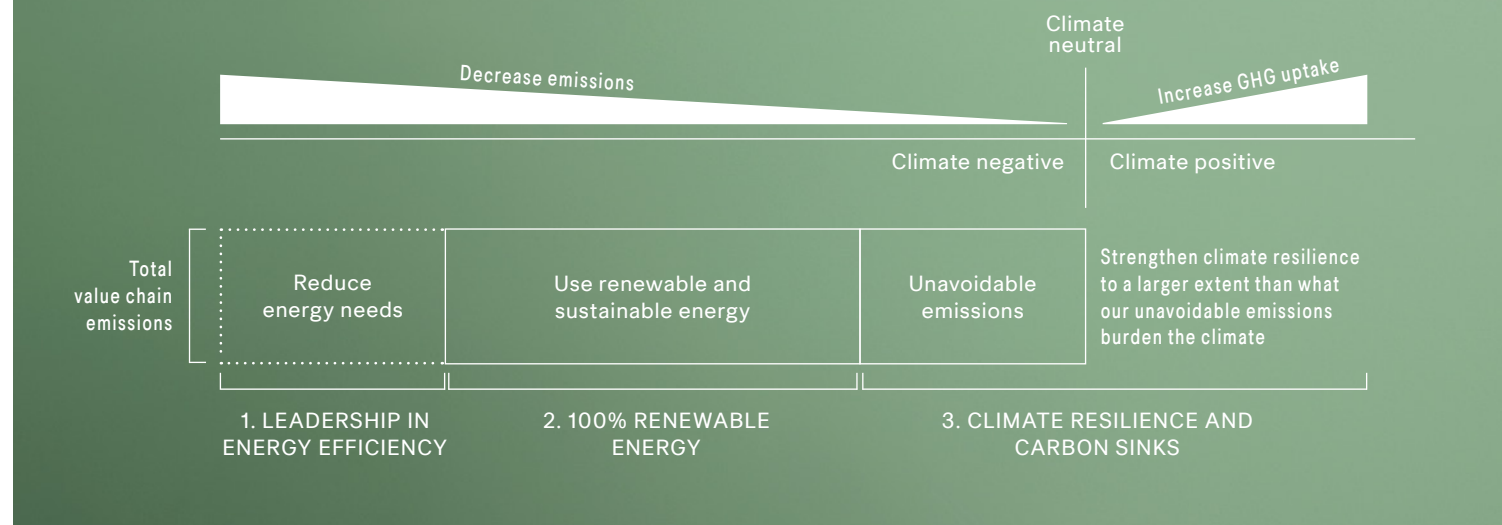 Climate
neutral
Decrease emissions
Increase GHG uptake
Climate negative
Climate positive
Total
value chain
emissions
Reduce
energy needs
Use renewable and
sustainable energy
Unavoidable
emissions
Strengthen climate resilience
to a larger extent than what
our unavoidable emissions
burden the climate
1. LEADERSHIP IN
ENERGY EFFICIENCY
2. 100% RENEWABLE
ENERGY
3. CLIMATE RESILIENCE AND
CARBON SINKS